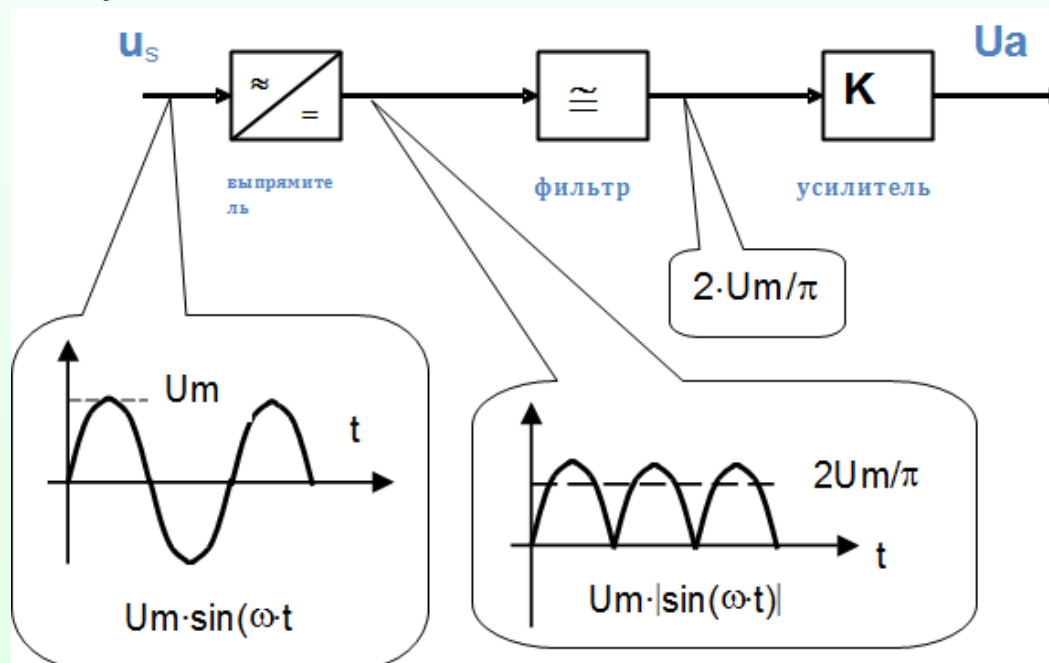 us
Ua
≈
=
≅
K
выпрямите
ль
фильтр
усилитель
2·Um/π
Um
t
Um·sin(ω·t
2Um/π
t
Um·|sin(ω·t)|